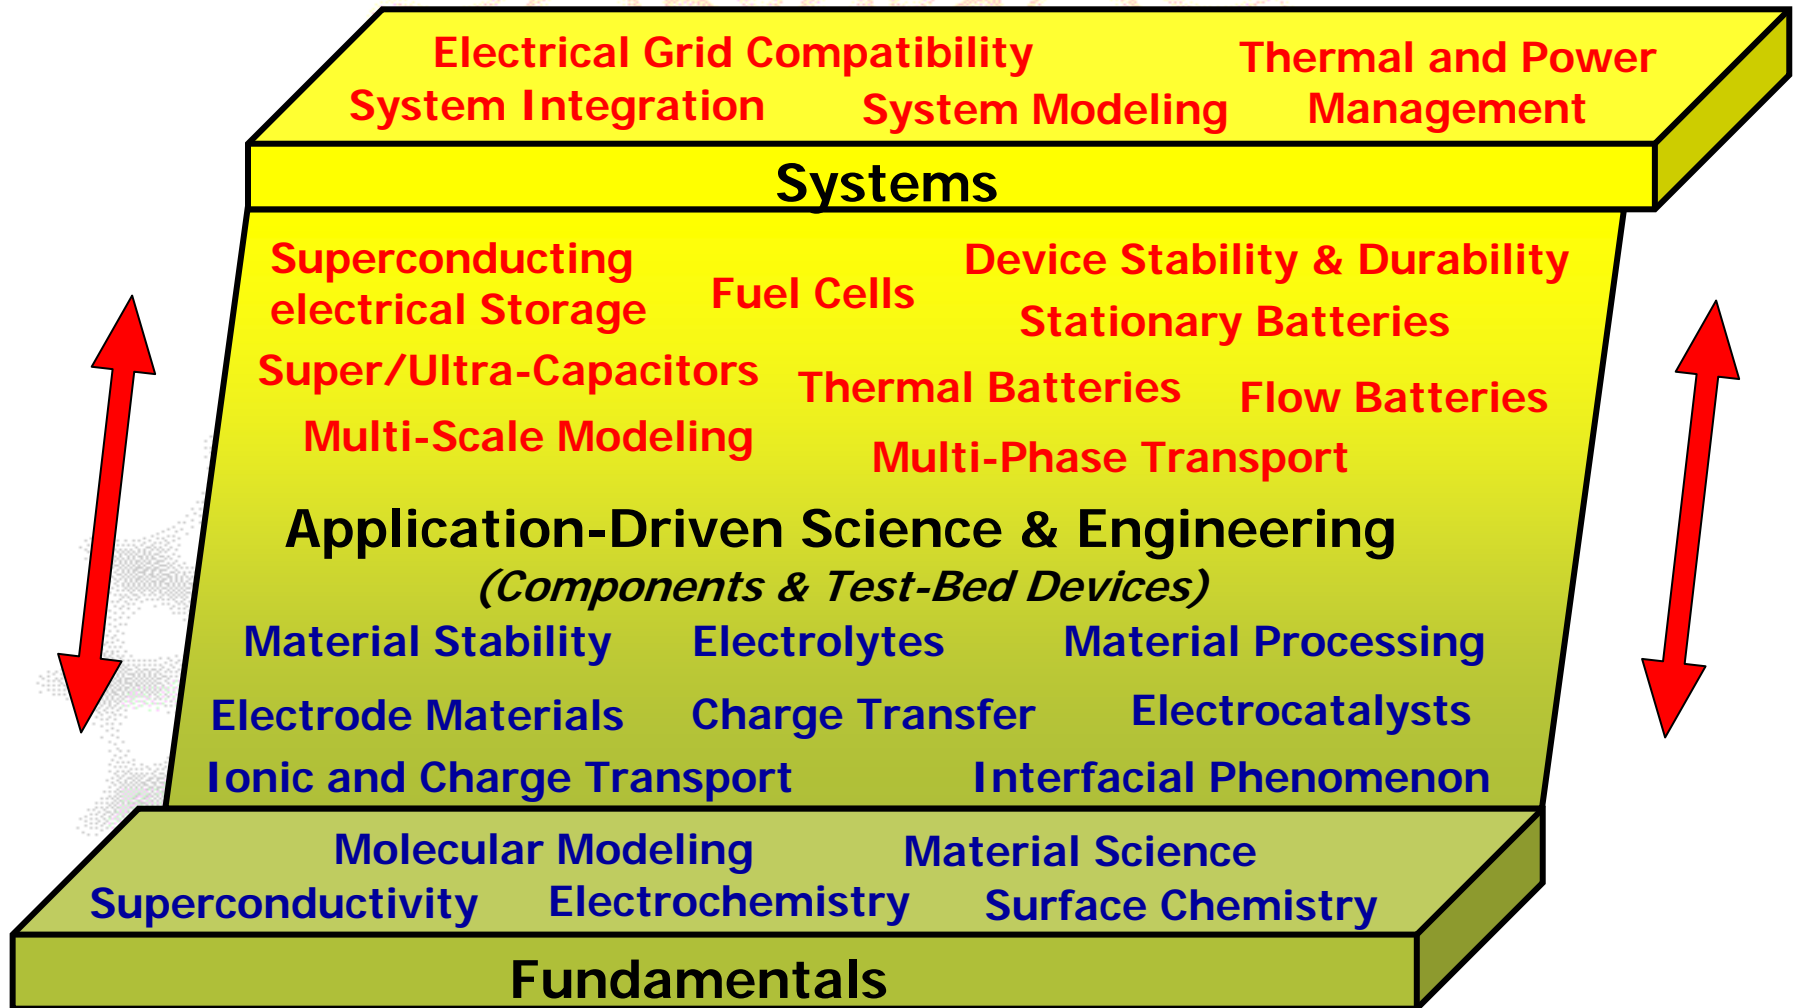 Electrical Grid Compatibility
Thermal and Power
Management
System Integration
System Modeling
Systems
Superconducting
electrical Storage
Fuel Cells
Device Stability & Durability
Stationary Batteries
Super/Ultra-Capacitors
Thermal Batteries
Flow Batteries
Multi-Scale Modeling
Multi-Phase Transport
Application-Driven Science & Engineering
(Components & Test-Bed Devices)
Material Stability
Electrolytes
Material Processing
Electrode Materials
Charge Transfer
Electrocatalysts
Ionic and Charge Transport
Interfacial Phenomenon
Molecular Modeling
Material Science
Superconductivity
Electrochemistry
Surface Chemistry
Fundamentals